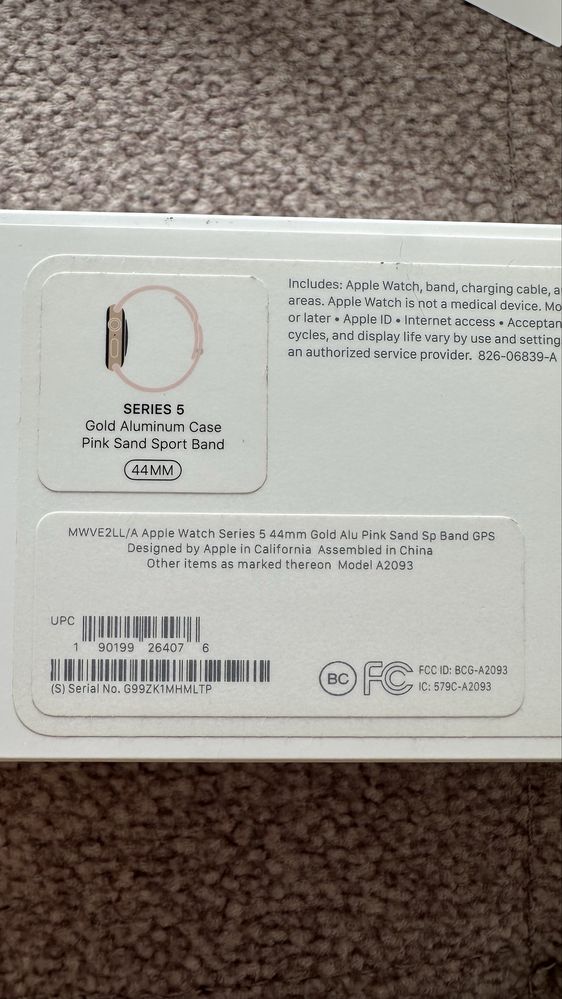 SERIES 5
Gold Aluminum Case
Pink Sand Sport Band
44MM
Includes: Apple Watch, band, charging cable,
areas. Apple Watch is not a medical device.
or later • Apple ID • Internet access •
cycles, and display life vary by use and
an authorized service provider. 826-06839-A
MWVE2LL/A Apple Watch Series 5 44mm Gold Alu Pink Sand Sp Band GPS
Designed by Apple in California Assembled in China
Other items as marked thereon Model A2093
UPC
1 90199 26407 6
(S) Serial No. G99ZK1MHMLTP
BC
FC
FCC ID: BCG-A2093
IC: 579C-A2093